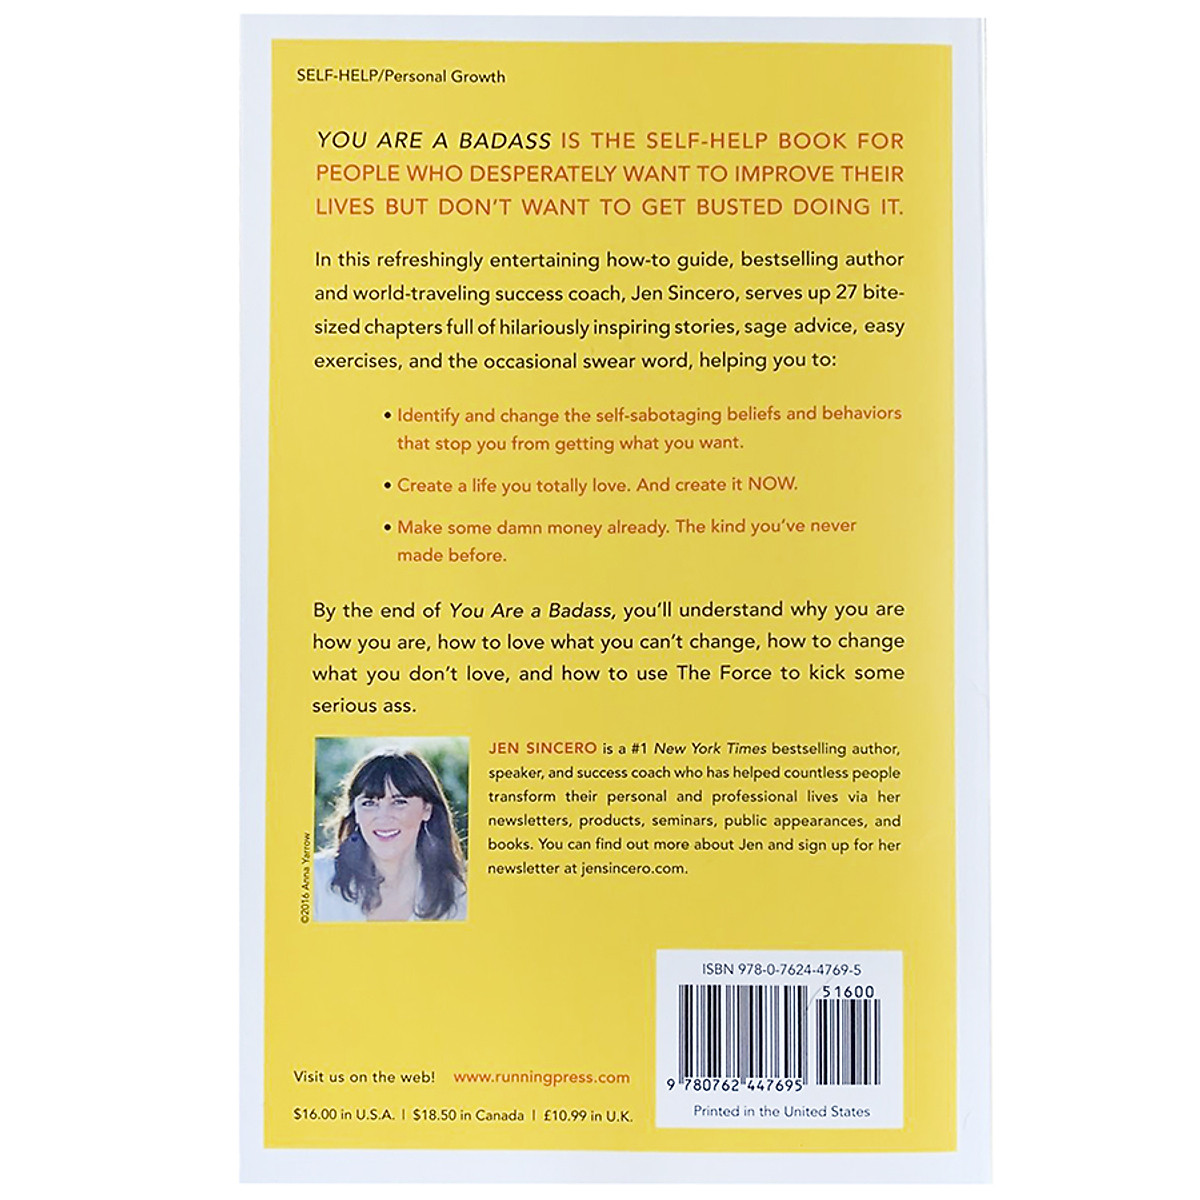 SELF-HELP/Personal Growth
YOU ARE A BADASS IS THE SELF-HELP BOOK FOR
PEOPLE WHO DESPERATELY WANT TO IMPROVE THEIR
LIVES BUT DON'T WANT TO GET BUSTED DOING IT.
In this refreshingly entertaining how-to guide, bestselling author
and world-traveling success coach, Jen Sincero, serves up 27 bite-
sized chapters full of hilariously inspiring stories, sage advice, easy
exercises, and the occasional swear word, helping you to:
• Identify and change the self-sabotaging beliefs and behaviors
that stop you from getting what you want.
• Create a life you totally love. And create it NOW.
• Make some damn money already. The kind you've never
made before.
By the end of You Are a Badass, you'll understand why you are
how you are, how to love what you can't change, how to change
what you don't love, and how to use The Force to kick some
serious ass.
©2016 Anna Yarrow
JEN SINCERO is a #1 New York Times bestselling author,
speaker, and success coach who has helped countless people
transform their personal and professional lives via her
newsletters, products, seminars, public appearances, and
books. You can find out more about Jen and sign up for her
newsletter at jensincero.com.
ISBN 978-0-7624-4769-5
51600
9 780762 447695
Printed in the United States
Visit us on the web! www.runningpress.com
$16.00 in U.S.A. | $18.50 in Canada | £10.99 in U.K.